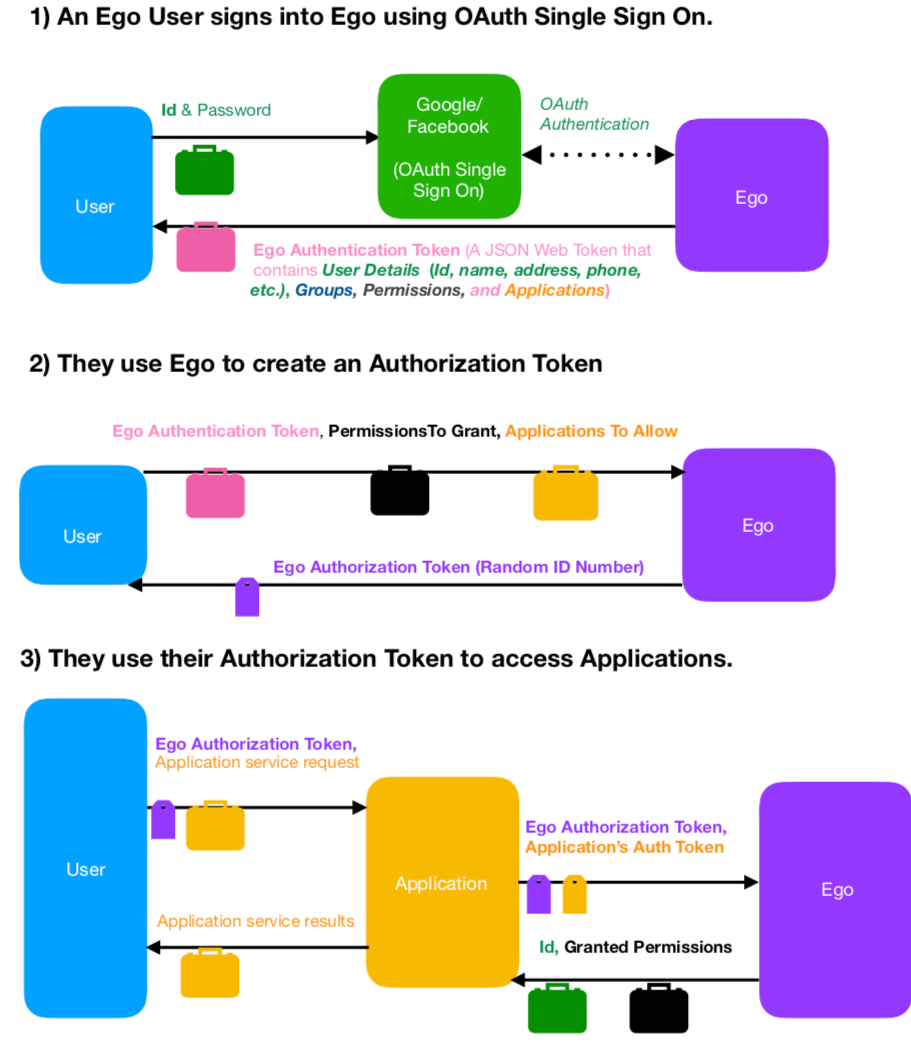 1) An Ego User signs into Ego using OAuth Single Sign On.
Id & Password
Google/
Facebook
(OAuth Single
Sign On)
OAuth
Authentication
User
Ego
Ego Authentication Token (A JSON Web Token that
contains User Details  (Id, name, address, phone,
etc.), Groups, Permissions, and Applications)
2) They use Ego to create an Authorization Token
Ego Authentication Token, PermissionsTo Grant, Applications To Allow
User
Ego
Ego Authorization Token (Random ID Number)
3) They use their Authorization Token to access Applications.
Ego Authorization Token,
Application service request
User
Application
Ego Authorization Token,
Application's Auth Token
Ego
Application service results
Id, Granted Permissions